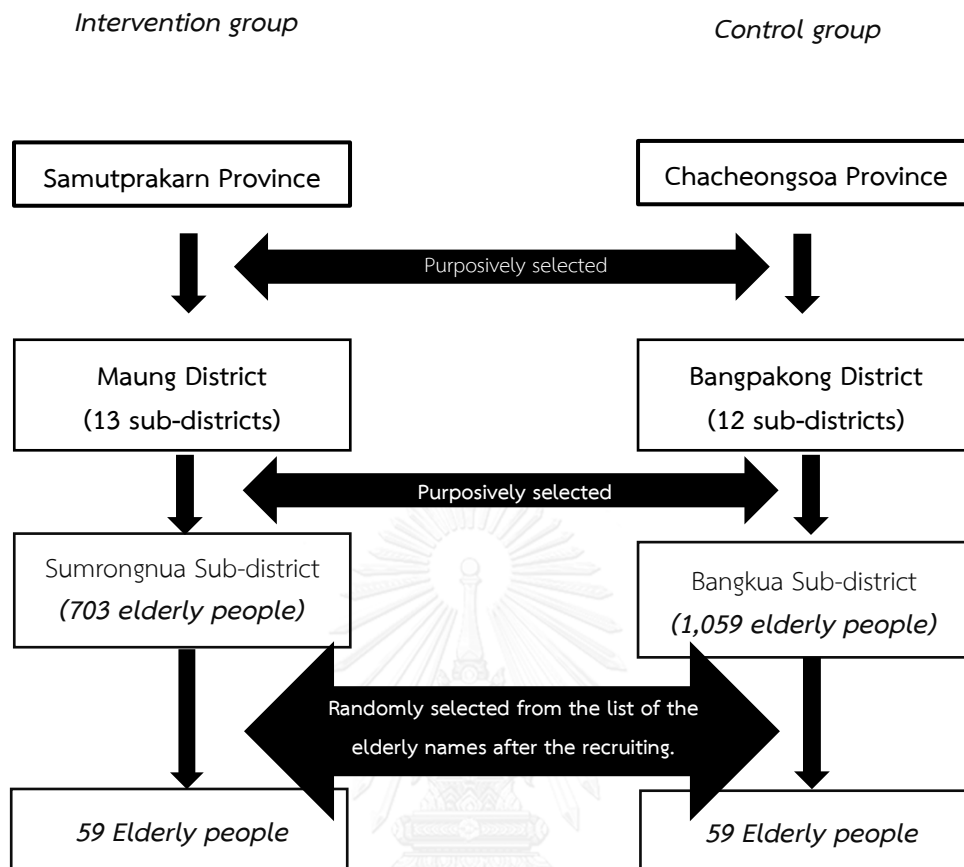 Intervention group
Control group
Samutprakarn Province
Chacheongsoa Province
Purposively selected
Maung District
(13 sub-districts)
Bangpakong District
(12 sub-districts)
Purposively selected
Sumrongnua Sub-district
(703 elderly people)
Bangkua Sub-district
(1,059 elderly people)
Randomly selected from the list of the
elderly names after the recruiting.
59 Elderly people
59 Elderly people